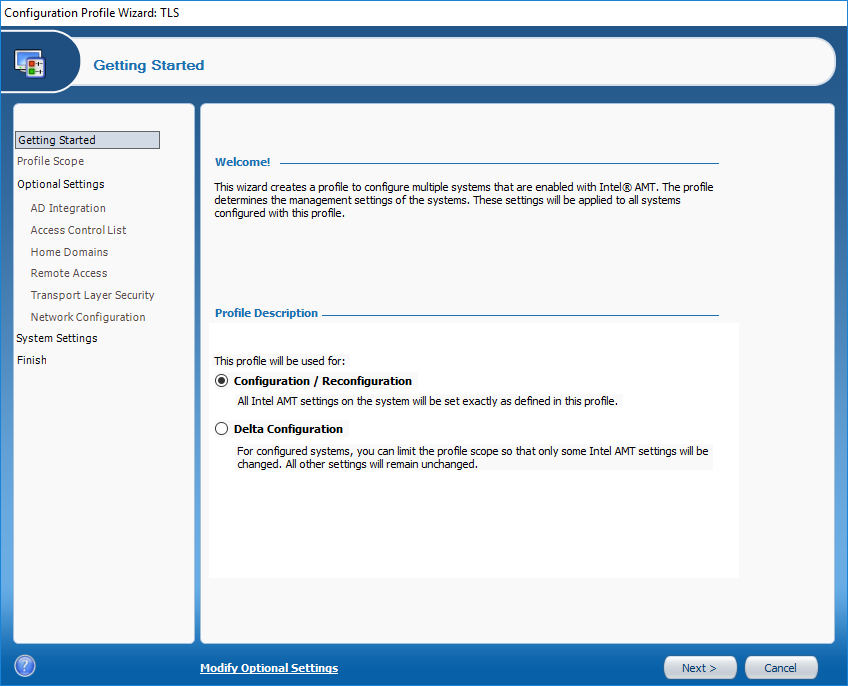 Configuration Profile Wizard: TLS
Getting Started
Getting Started
Profile Scope
Optional Settings
AD Integration
Access Control List
Home Domains
Remote Access
Transport Layer Security
Network Configuration
System Settings
Finish
Welcome!
This wizard creates a profile to configure multiple systems that are enabled with Intel® AMT. The profile
determines the management settings of the systems. These settings will be applied to all systems
configured with this profile.
Profile Description
This profile will be used for:
Configuration / Reconfiguration
All Intel AMT settings on the system will be set exactly as defined in this profile.
Delta Configuration
For configured systems, you can limit the profile scope so that only some Intel AMT settings will be
changed. All other settings will remain unchanged.
?
Modify Optional Settings
Next >
Cancel